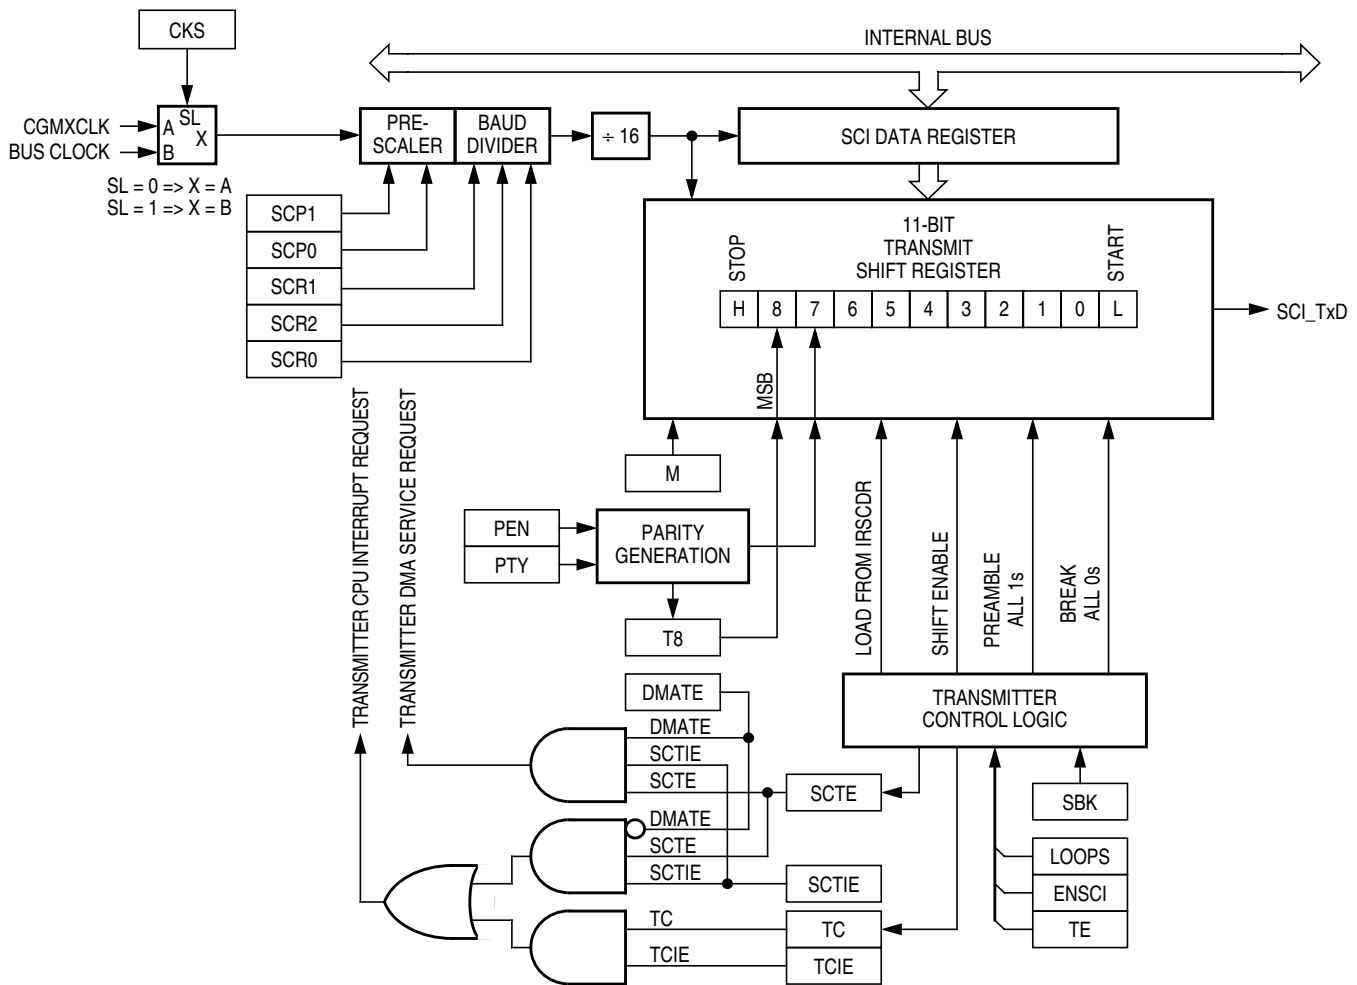 CKS
INTERNAL BUS
CGMXCLK
BUS CLOCK
A
SL
X
B
SL = 0 => X = A
SL = 1 => X = B
PRE-
SCALER
BAUD
DIVIDER
÷ 16
SCI DATA REGISTER
SCP1
SCP0
SCR1
SCR2
SCR0
11-BIT
TRANSMIT
SHIFT REGISTER
STOP
START
H 8 7 6 5 4 3 2 1 0 L
SCI_TxD
MSB
M
PEN
PTY
PARITY
GENERATION
T8
LOAD FROM IRSCDR
SHIFT ENABLE
PREAMBLE
ALL 1s
BREAK
ALL 0s
TRANSMITTER CPU INTERRUPT REQUEST
TRANSMITTER DMA SERVICE REQUEST
TRANSMITTER
CONTROL LOGIC
DMATE
DMATE
SCTIE
SCTE
SCTE
DMATE
SCTE
SCTIE
SCTIE
TC
TC
TCIE
TCIE
SBK
LOOPS
ENSCI
TE